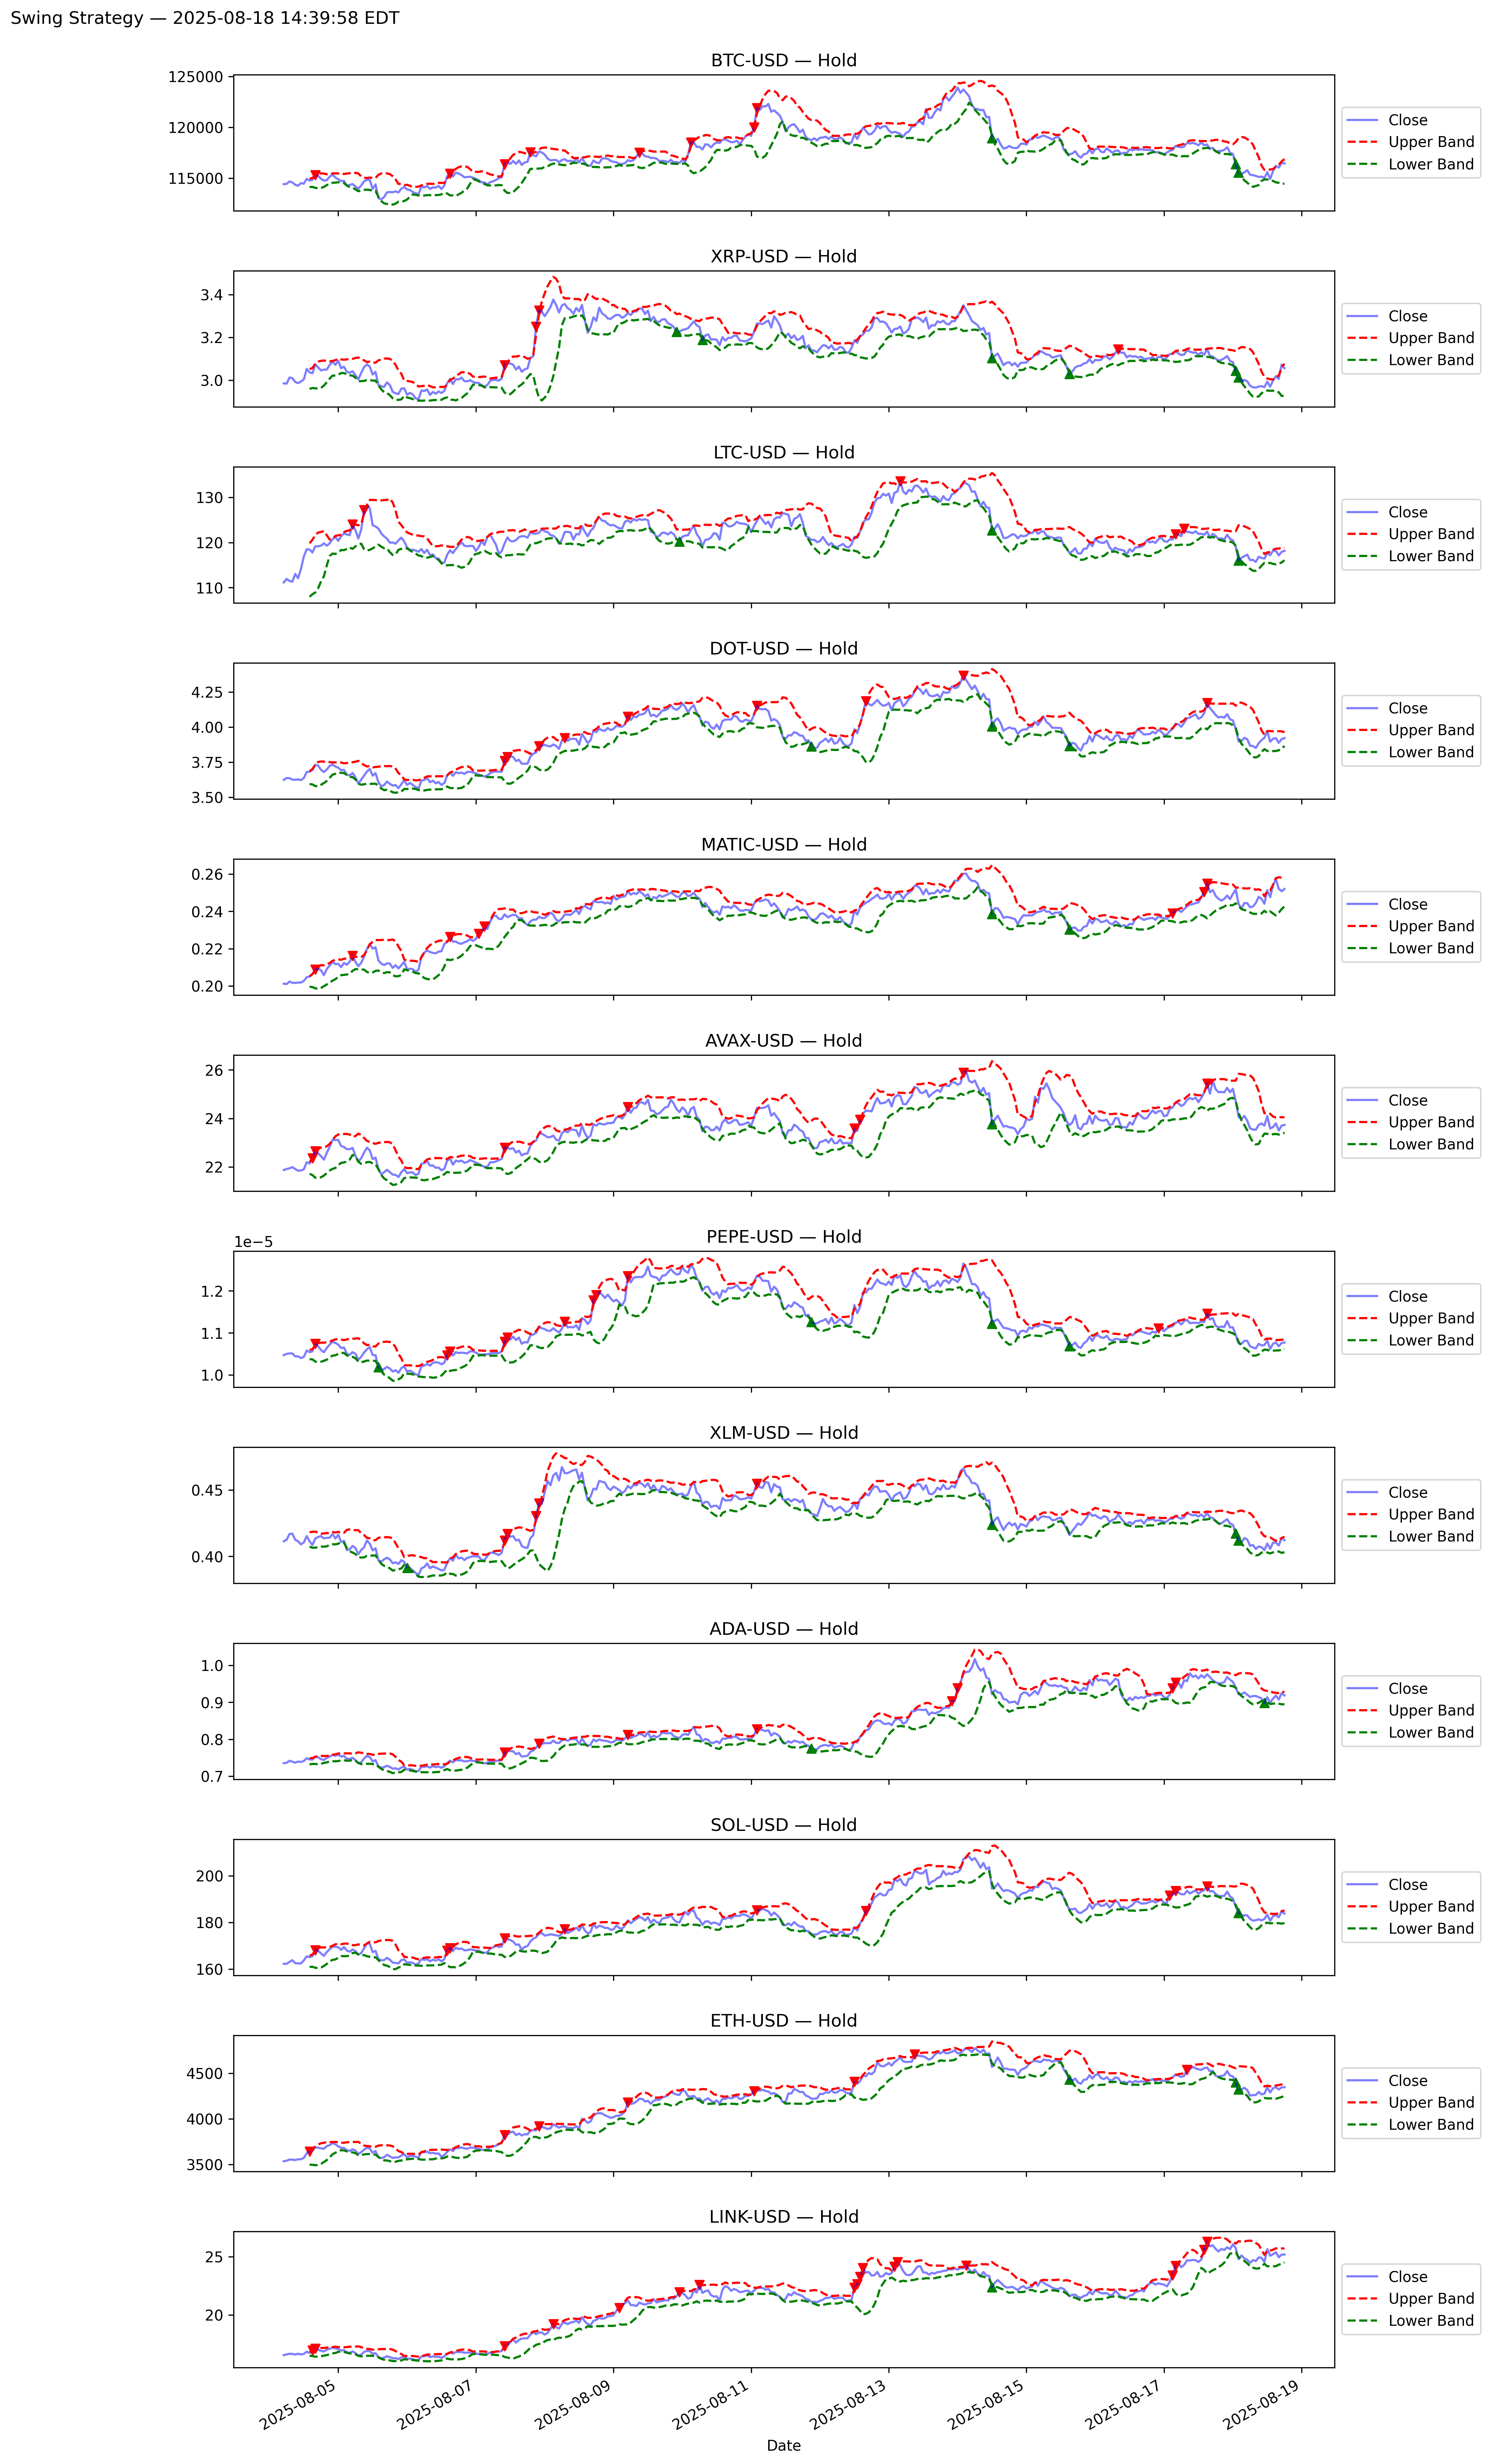 Swing Strategy — 2025-08-18 14:39:58 EDT
BTC-USD — Hold
125000
120000
115000
Close
Upper Band
Lower Band
XRP-USD — Hold
3.4
3.2
3.0
Close
Upper Band
Lower Band
LTC-USD — Hold
130
120
110
Close
Upper Band
Lower Band
DOT-USD — Hold
4.25
4.00
3.75
3.50
Close
Upper Band
Lower Band
MATIC-USD — Hold
0.26
0.24
0.22
0.20
Close
Upper Band
Lower Band
AVAX-USD — Hold
26
24
22
Close
Upper Band
Lower Band
PEPE-USD — Hold
1e−5
1.2
1.1
1.0
Close
Upper Band
Lower Band
XLM-USD — Hold
0.45
0.40
Close
Upper Band
Lower Band
ADA-USD — Hold
1.0
0.9
0.8
0.7
Close
Upper Band
Lower Band
SOL-USD — Hold
200
180
160
Close
Upper Band
Lower Band
ETH-USD — Hold
4500
4000
3500
Close
Upper Band
Lower Band
LINK-USD — Hold
25
20
Close
Upper Band
Lower Band
2025-08-05
2025-08-07
2025-08-09
2025-08-11
2025-08-13
2025-08-15
2025-08-17
2025-08-19
Date